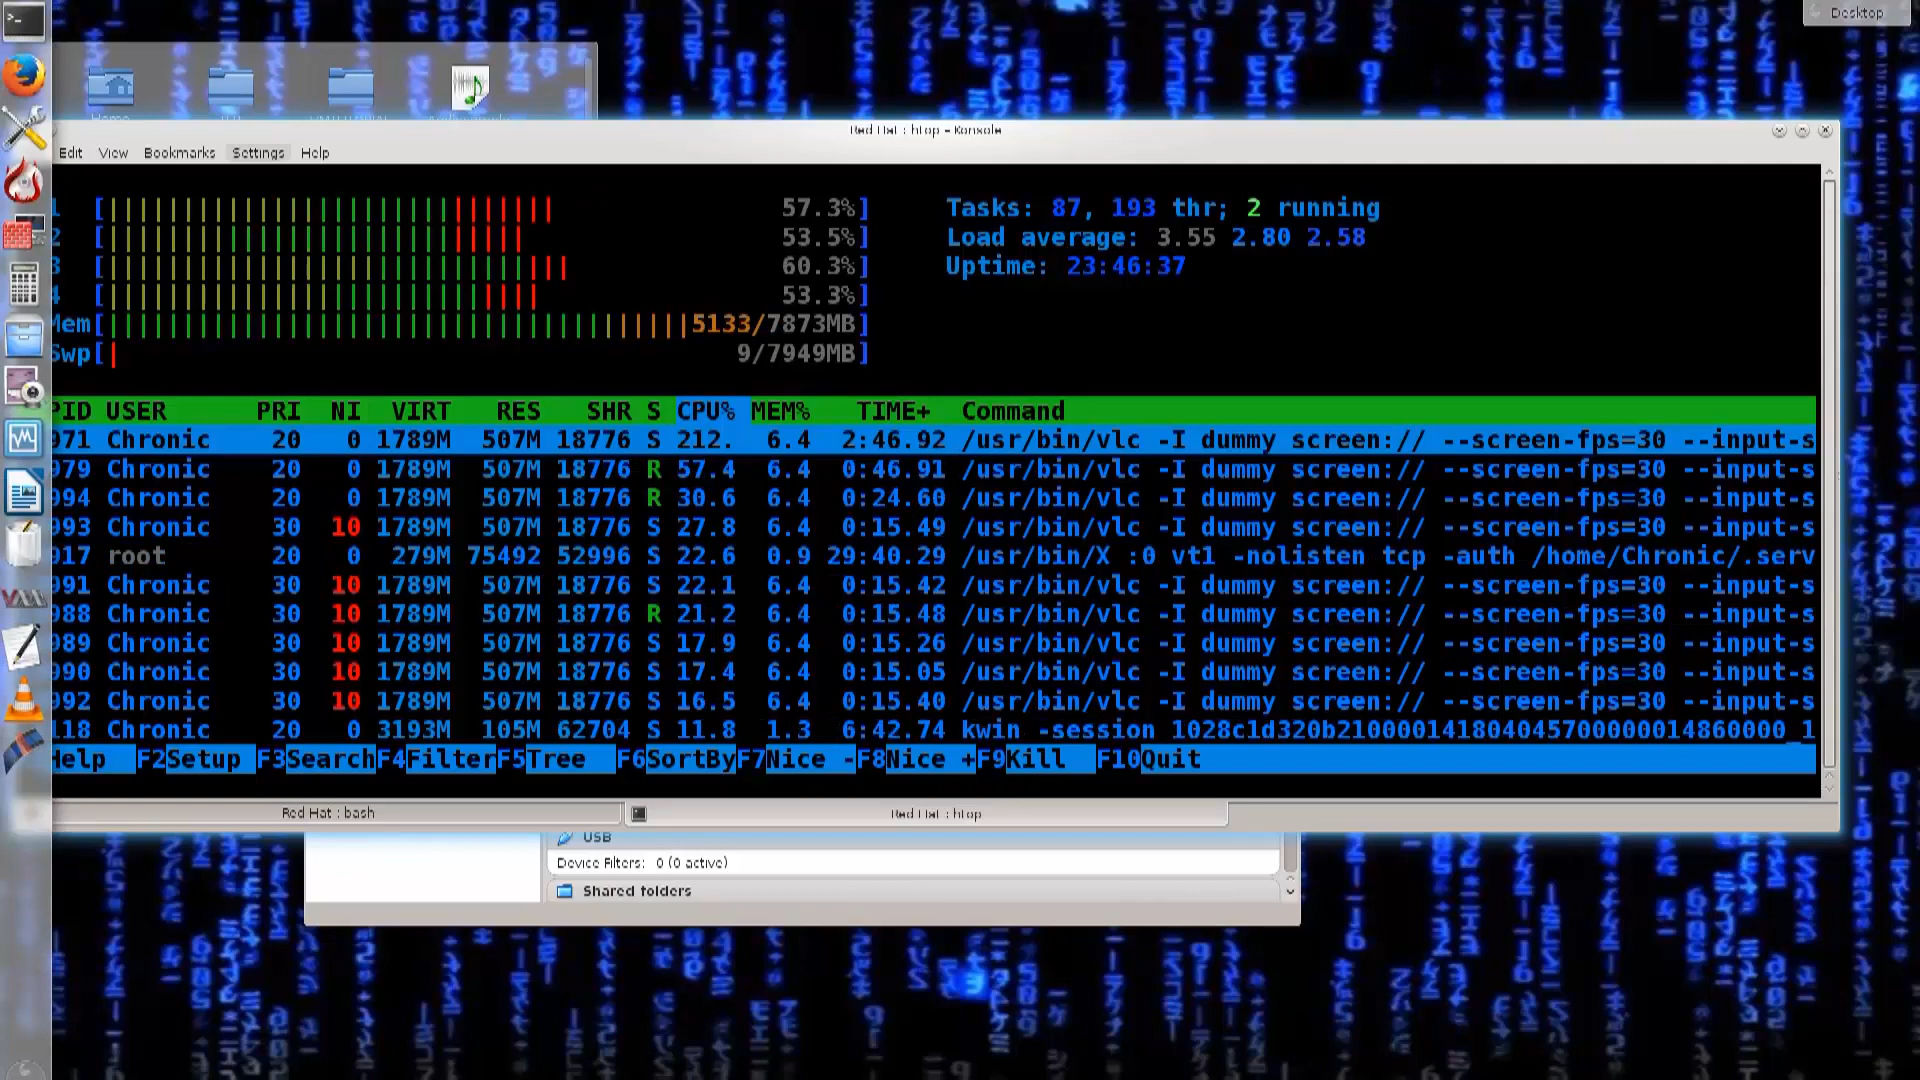 Desktop
Red Hat : htop – Konsole
Edit View Bookmarks Settings Help
1 [ 57.3%] Tasks: 87, 193 thr; 2 running
2 [ 53.5%] Load average: 3.55 2.80 2.58
3 [ 60.3%] Uptime: 23:46:37
4 [ 53.3%]
Mem[ 5133/7873MB]
Swp[ 9/7949MB]
PID USER PRI NI VIRT RES SHR S CPU% MEM% TIME+ Command
971 Chronic 20 0 1789M 507M 18776 S 212. 6.4 2:46.92 /usr/bin/vlc -I dummy screen:// --screen-fps=30 --input-s
979 Chronic 20 0 1789M 507M 18776 R 57.4 6.4 0:46.91 /usr/bin/vlc -I dummy screen:// --screen-fps=30 --input-s
994 Chronic 20 0 1789M 507M 18776 R 30.6 6.4 0:24.60 /usr/bin/vlc -I dummy screen:// --screen-fps=30 --input-s
993 Chronic 30 10 1789M 507M 18776 S 27.8 6.4 0:15.49 /usr/bin/vlc -I dummy screen:// --screen-fps=30 --input-s
917 root 20 0 279M 75492 52996 S 22.6 0.9 29:40.29 /usr/bin/X :0 vt1 -nolisten tcp -auth /home/Chronic/.serv
991 Chronic 30 10 1789M 507M 18776 S 22.1 6.4 0:15.42 /usr/bin/vlc -I dummy screen:// --screen-fps=30 --input-s
988 Chronic 30 10 1789M 507M 18776 R 21.2 6.4 0:15.48 /usr/bin/vlc -I dummy screen:// --screen-fps=30 --input-s
989 Chronic 30 10 1789M 507M 18776 S 17.9 6.4 0:15.26 /usr/bin/vlc -I dummy screen:// --screen-fps=30 --input-s
990 Chronic 30 10 1789M 507M 18776 S 17.4 6.4 0:15.05 /usr/bin/vlc -I dummy screen:// --screen-fps=30 --input-s
992 Chronic 30 10 1789M 507M 18776 S 16.5 6.4 0:15.40 /usr/bin/vlc -I dummy screen:// --screen-fps=30 --input-s
118 Chronic 20 0 3193M 105M 62704 S 11.8 1.3 6:42.74 kwin -session 1028c1d320b21000014180404570000001486000​0_1
Help F2Setup F3SearchF4FilterF5Tree F6SortByF7Nice -F8Nice +F9Kill F10Quit
Red Hat : bash Red Hat : htop
USB
Device Filters: 0 (0 active)
Shared folders